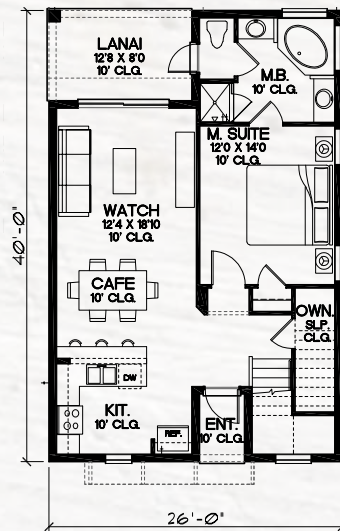 LANAI
12'8 X 8'0
10' CLG.
M.B.
10' CLG.
M. SUITE
12'0 X 14'0
10' CLG.
WATCH
12'4 X 18'10
10' CLG.
40'-0"
CAFE
10' CLG.
OWN.
SLP.
CLG.
DW
KIT.
10' CLG.
REF.
ENT.
10' CLG.
26'-0"